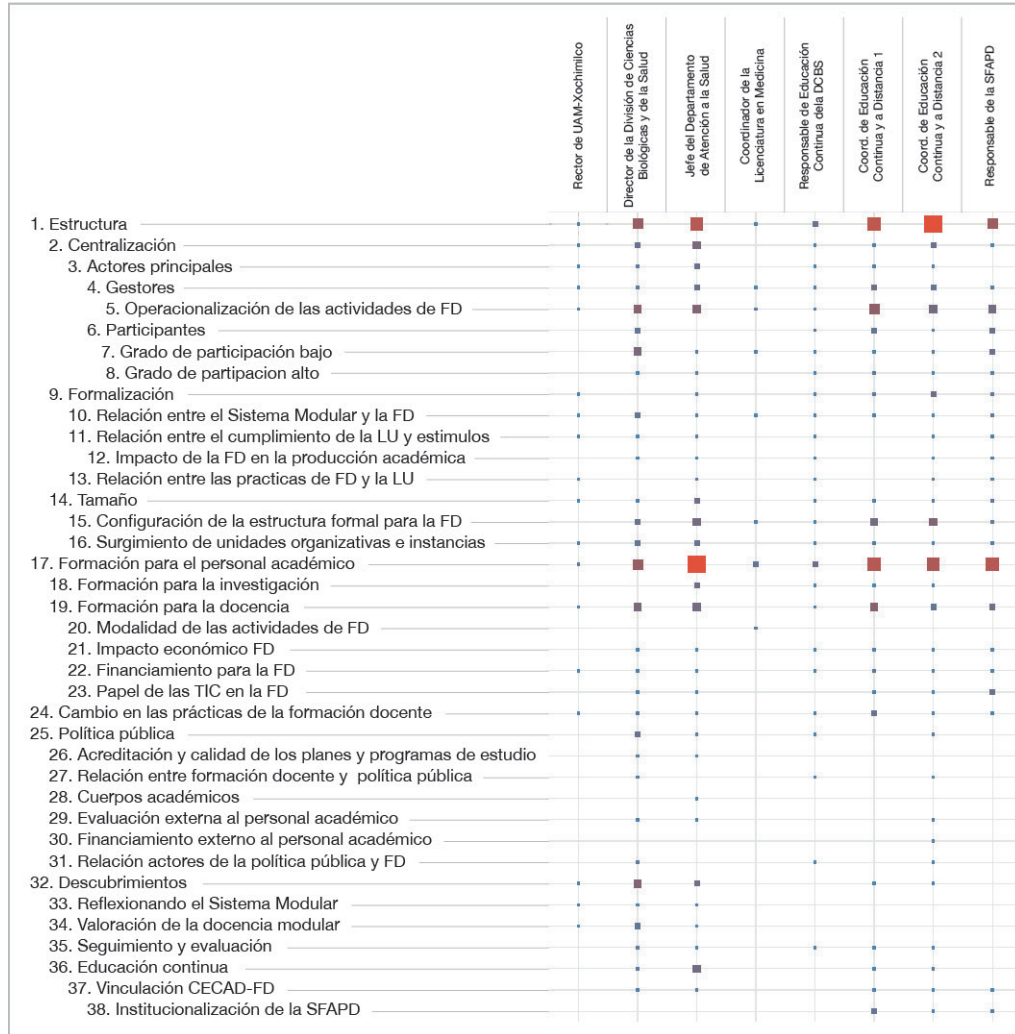 Rector de UAM-Xochimilco
Director de la División de Ciencias
Biológicas y de la Salud
Jefe del Departamento
de Atención a la Salud
Coordinador de la
Licenciatura en Medicina
Responsable de Educación
Continua dela DCBS
Coord. de Educación
Continua y a Distancia 1
Coord. de Educación
Continua y a Distancia 2
Responsable de la SFAPD
1. Estructura
2. Centralización
3. Actores principales
4. Gestores
5. Operacionalización de las actividades de FD
6. Participantes
7. Grado de participación bajo
8. Grado de partipacion alto
9. Formalización
10. Relación entre el Sistema Modular y la FD
11. Relación entre el cumplimiento de la LU y estimulos
12. Impacto de la FD en la producción académica
13. Relación entre las practicas de FD y la LU
14. Tamaño
15. Configuración de la estructura formal para la FD
16. Surgimiento de unidades organizativas e instancias
17. Formación para el personal académico
18. Formación para la investigación
19. Formación para la docencia
20. Modalidad de las actividades de FD
21. Impacto económico FD
22. Financiamiento para la FD
23. Papel de las TIC en la FD
24. Cambio en las prácticas de la formación docente
25. Política pública
26. Acreditación y calidad de los planes y programas de estudio
27. Relación entre formación docente y política pública
28. Cuerpos académicos
29. Evaluación externa al personal académico
30. Financiamiento externo al personal académico
31. Relación actores de la política pública y FD
32. Descubrimientos
33. Reflexionando el Sistema Modular
34. Valoración de la docencia modular
35. Seguimiento y evaluación
36. Educación continua
37. Vinculación CECAD-FD
38. Institucionalización de la SFAPD